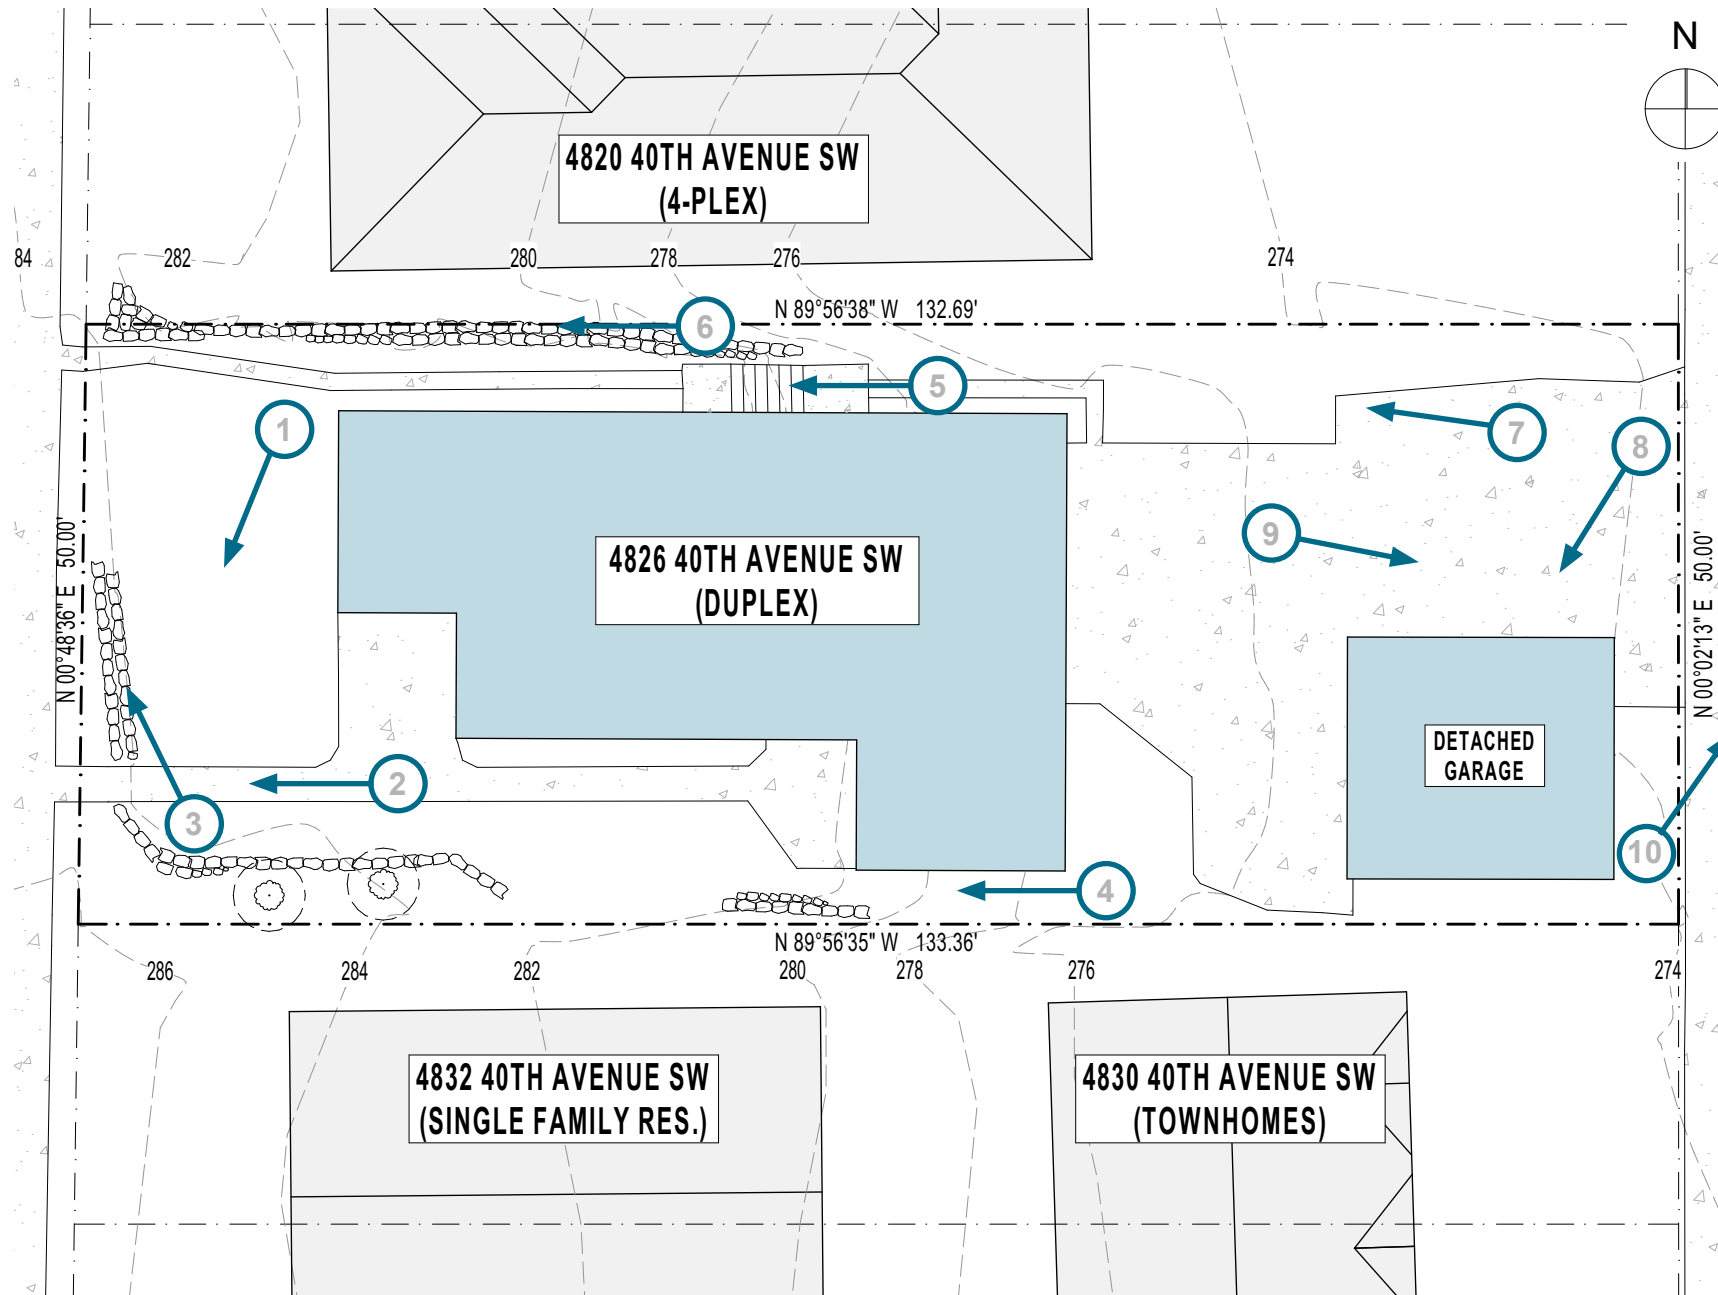 N
4820 40TH AVENUE SW
(4-PLEX)
84
282
280
278
276
274
N 89°56'38" W 132.69'
6
5
1
7
8
9
N 00°48'36" E 50.00'
4826 40TH AVENUE SW
(DUPLEX)
N 00°02'13" E 50.00'
DETACHED
GARAGE
2
3
10
4
N 89°56'35" W 133.36'
286
284
282
280
278
276
274
4832 40TH AVENUE SW
(SINGLE FAMILY RES.)
4830 40TH AVENUE SW
(TOWNHOMES)